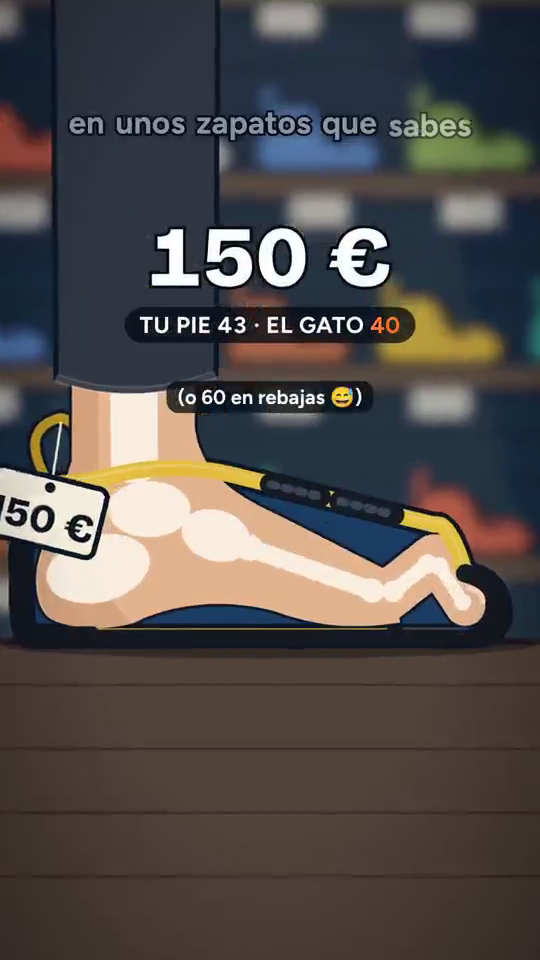 en unos zapatos que sabes
150 €
TU PIE 43 · EL GATO 40
(o 60 en rebajas 😅)
150 €